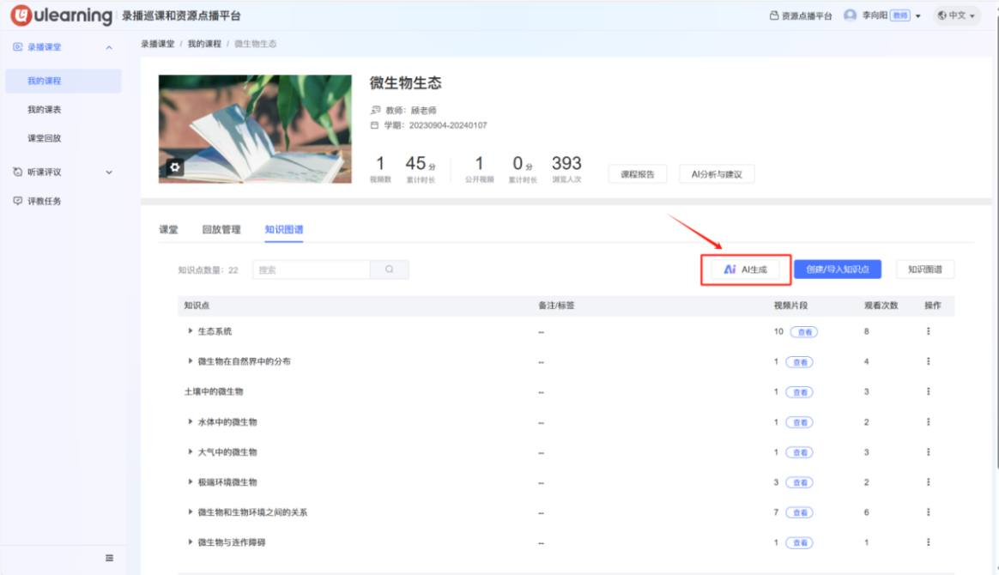 ulearning 录播巡课和资源点播平台 资源点播平台 李向阳 教师 中文
录播课堂
我的课程
我的课表
课堂回放
听课评议
评教任务
录播课堂 / 我的课程 / 微生物生态
微生物生态
教师：顾老师
学期：20230904-20240107
1 45分 1 0分 393
视频数 累计时长 公开视频 累计时长 浏览人次 课程报告 AI分析与建议
课堂 回放管理 知识图谱
知识点数量：22 搜索 Ai AI生成 创建/导入知识点 知识图谱
知识点 备注/标签 视频片段 观看次数 操作
生态系统 -- 10 查看 8
微生物在自然界中的分布 -- 1 查看 4
土壤中的微生物 -- 1 查看 3
水体中的微生物 -- 1 查看 2
大气中的微生物 -- 1 查看 3
极端环境微生物 -- 3 查看 2
微生物和生物环境之间的关系 -- 7 查看 6
微生物与连作障碍 -- 1 查看 1